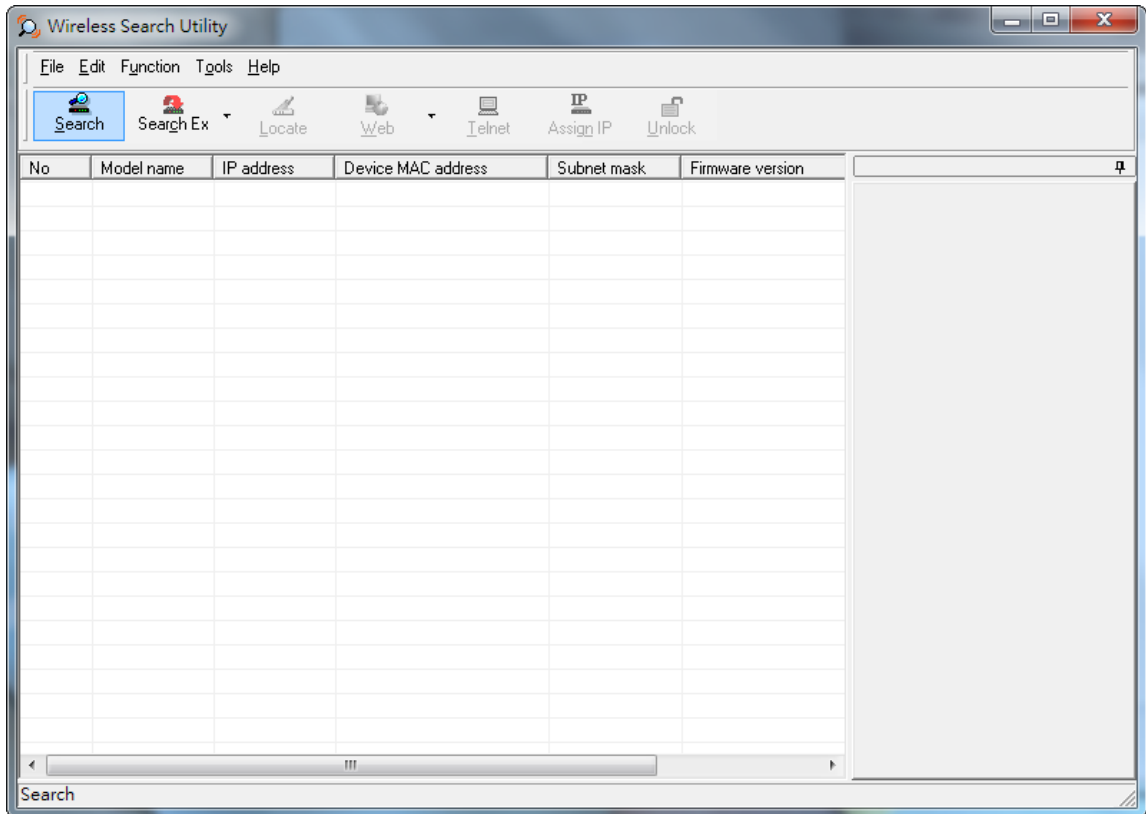 Wireless Search Utility
File Edit Function Tools Help
Search Search Ex Locate Web Telnet Assign IP Unlock
No Model name IP address Device MAC address Subnet mask Firmware version
Search